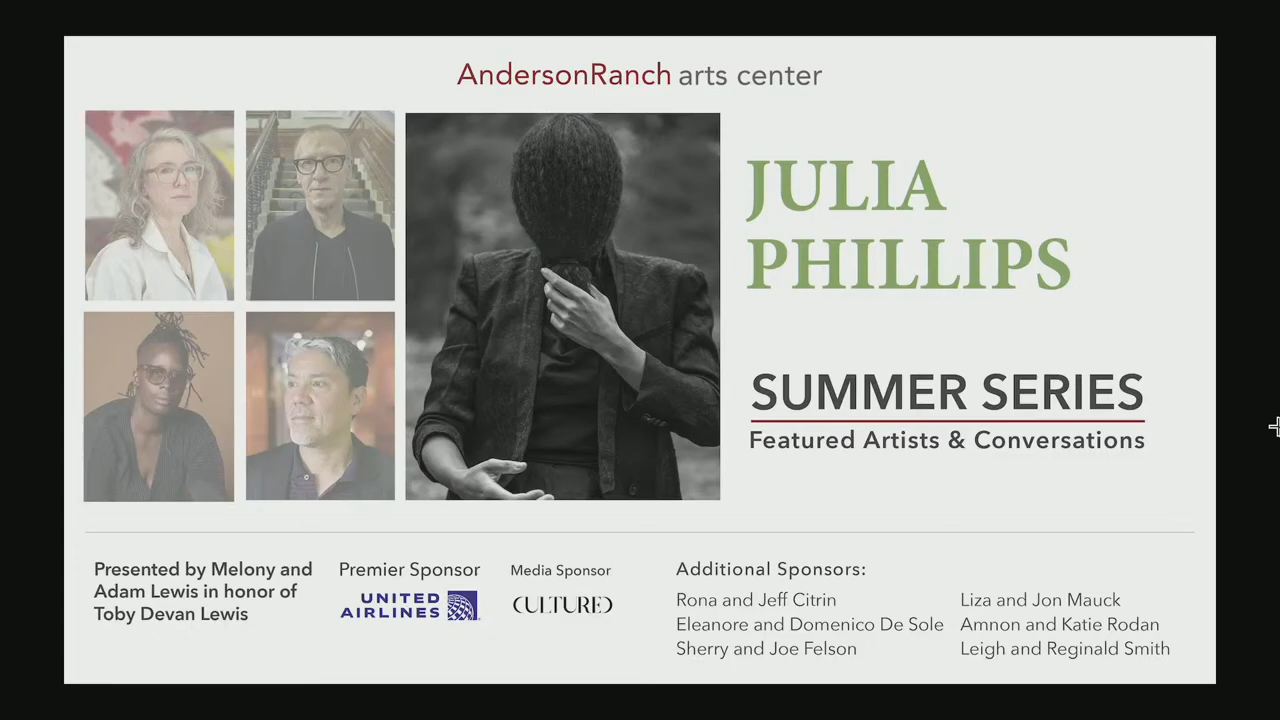 AndersonRanch arts center
JULIA
PHILLIPS
SUMMER SERIES
Featured Artists & Conversations
Presented by Melony and
Adam Lewis in honor of
Toby Devan Lewis
Premier Sponsor
UNITED
AIRLINES
Media Sponsor
CULTURED
Additional Sponsors:
Rona and Jeff Citrin
Eleanore and Domenico De Sole
Sherry and Joe Felson
Liza and Jon Mauck
Amnon and Katie Rodan
Leigh and Reginald Smith